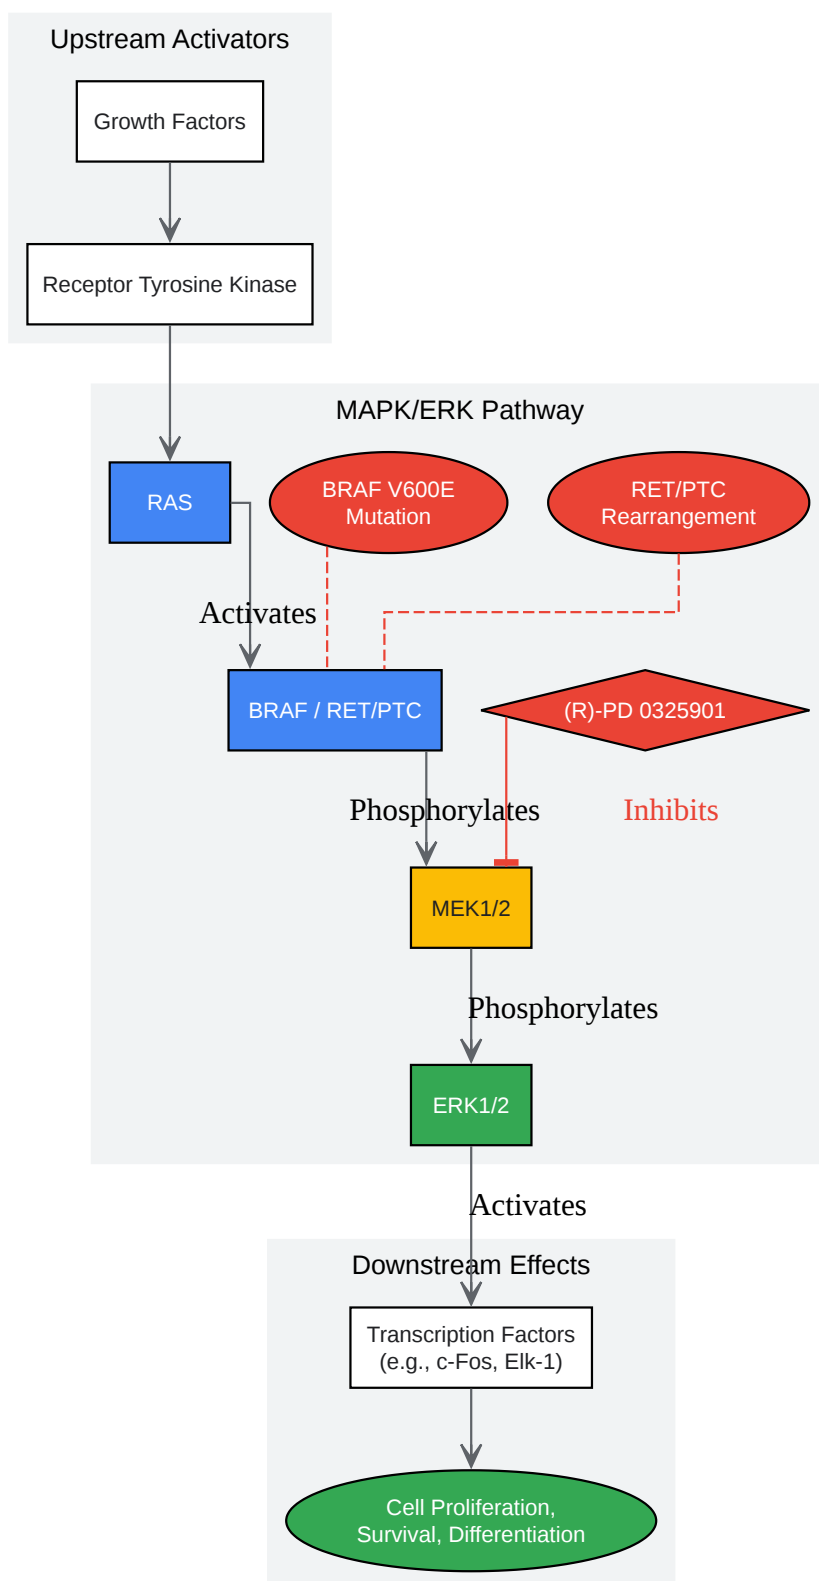 Upstream Activators
Growth Factors
Receptor Tyrosine Kinase
MAPK/ERK Pathway
RAS
BRAF V600E
Mutation
RET/PTC
Rearrangement
Activates
BRAF / RET/PTC
(R)-PD 0325901
Phosphorylates
Inhibits
MEK1/2
Phosphorylates
ERK1/2
Activates
Downstream Effects
Transcription Factors
(e.g., c-Fos, Elk-1)
Cell Proliferation,
Survival, Differentiation